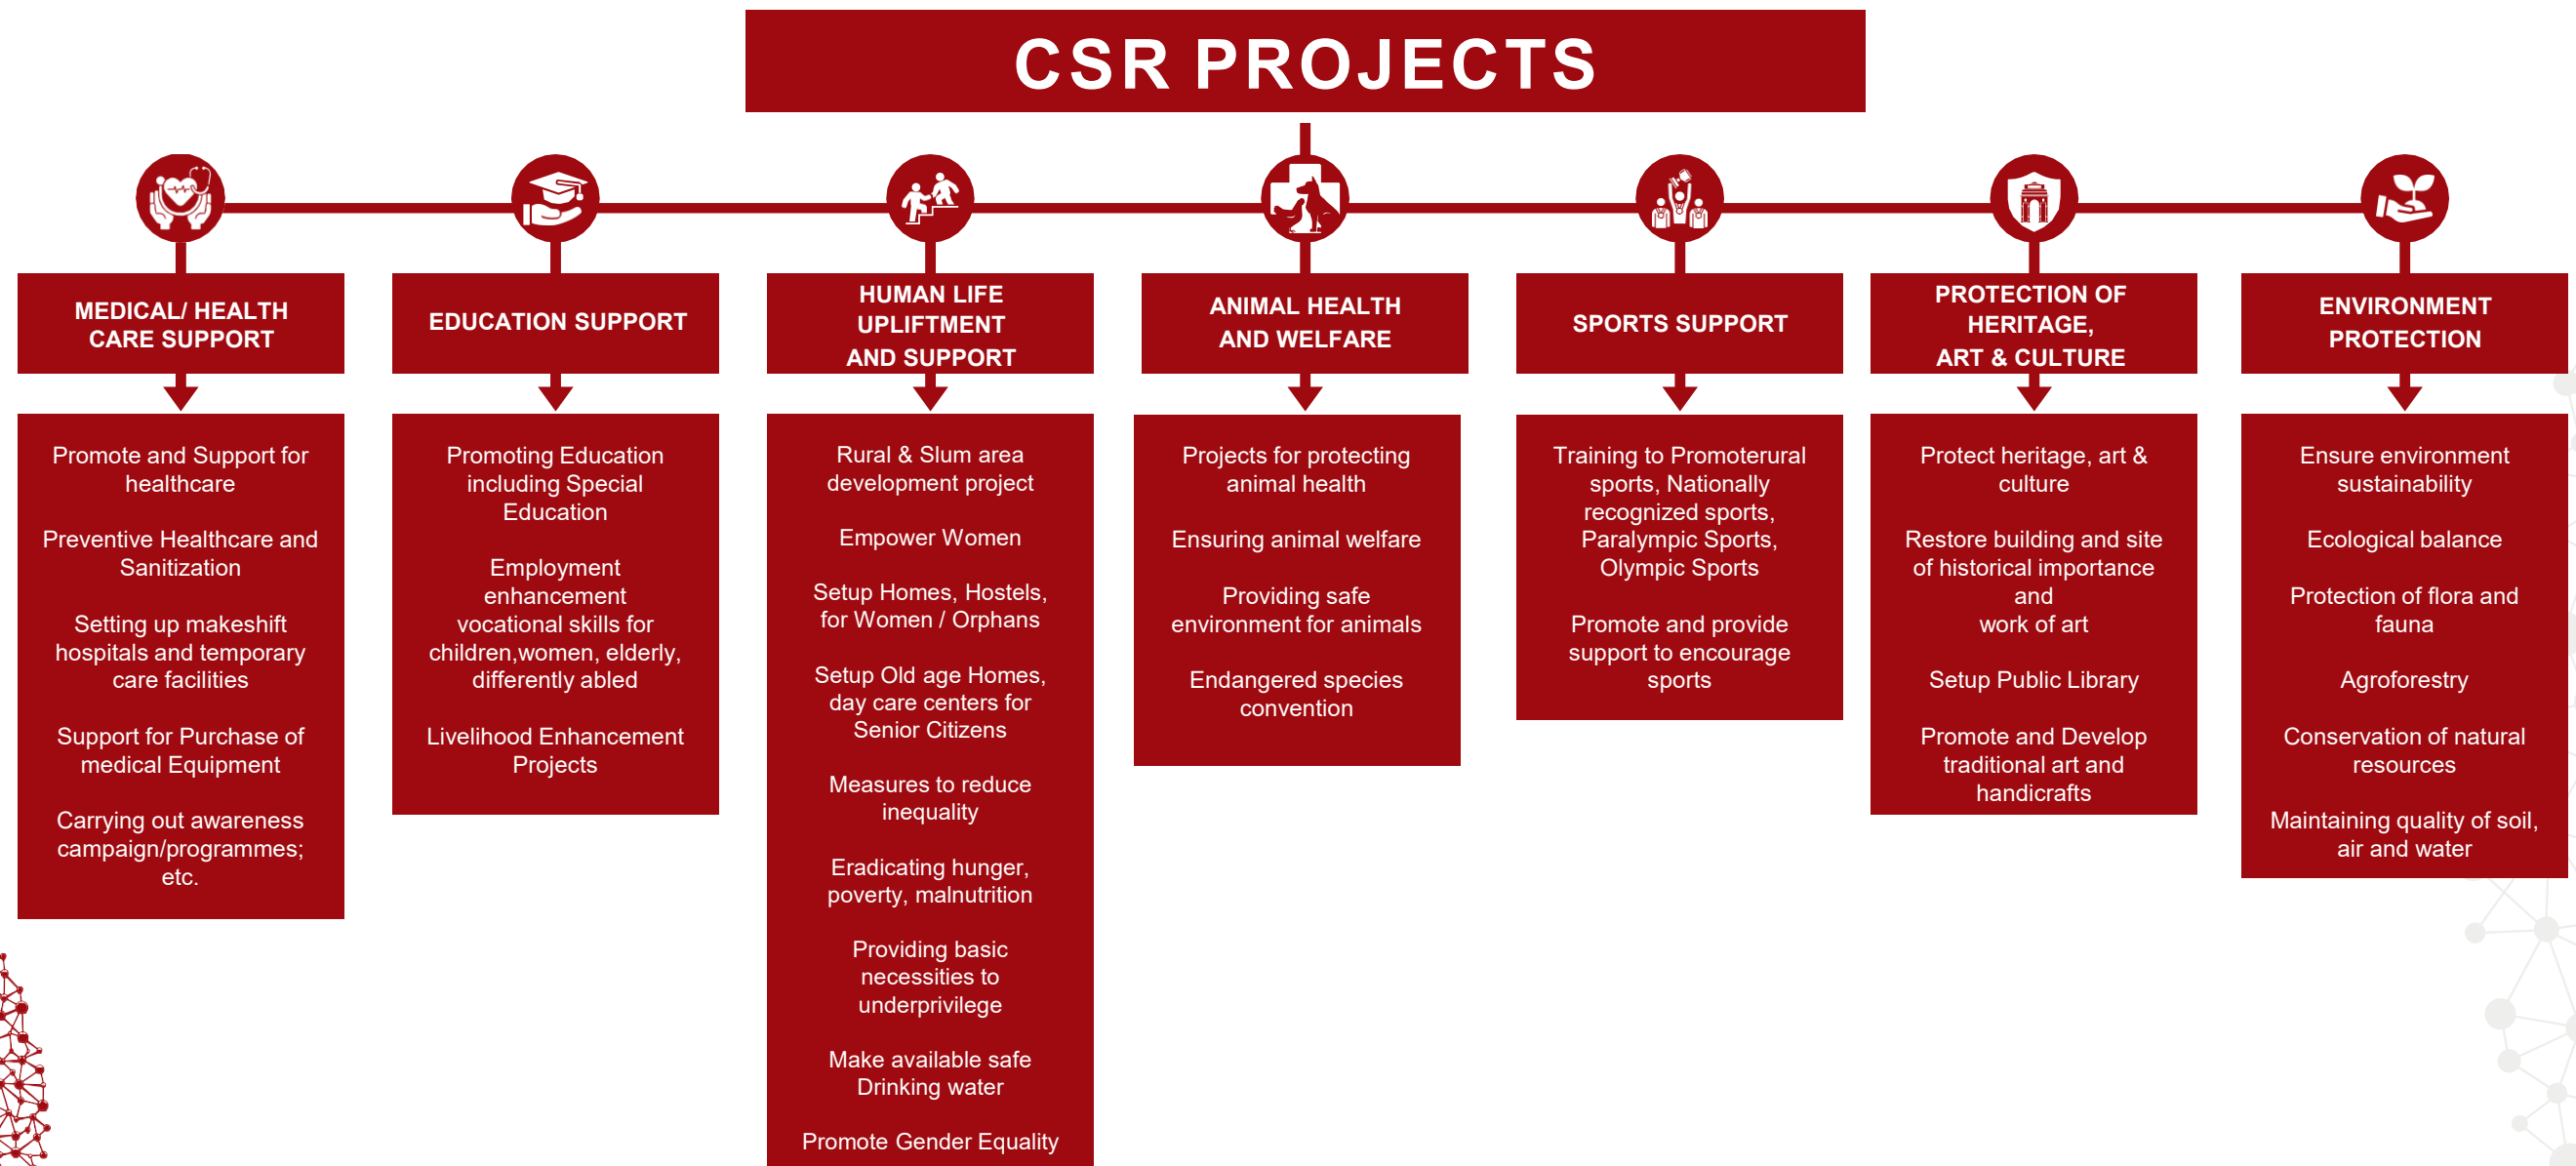 CSR PROJECTS
MEDICAL/ HEALTH
CARE SUPPORT
Promote and Support for
healthcare
Preventive Healthcare and
Sanitization
Setting up makeshift
hospitals and temporary
care facilities
Support for Purchase of
medical Equipment
Carrying out awareness
campaign/programmes;
etc.
EDUCATION SUPPORT
Promoting Education
including Special
Education
Employment
enhancement
vocational skills for
children,women, elderly,
differently abled
Livelihood Enhancement
Projects
HUMAN LIFE
UPLIFTMENT
AND SUPPORT
Rural & Slum area
development project
Empower Women
Setup Homes, Hostels,
for Women / Orphans
Setup Old age Homes,
day care centers for
Senior Citizens
Measures to reduce
inequality
Eradicating hunger,
poverty, malnutrition
Providing basic
necessities to
underprivilege
Make available safe
Drinking water
Promote Gender Equality
ANIMAL HEALTH
AND WELFARE
Projects for protecting
animal health
Ensuring animal welfare
Providing safe
environment for animals
Endangered species
convention
SPORTS SUPPORT
Training to Promoterural
sports, Nationally
recognized sports,
Paralympic Sports,
Olympic Sports
Promote and provide
support to encourage
sports
PROTECTION OF
HERITAGE,
ART & CULTURE
Protect heritage, art &
culture
Restore building and site
of historical importance
and
work of art
Setup Public Library
Promote and Develop
traditional art and
handicrafts
ENVIRONMENT
PROTECTION
Ensure environment
sustainability
Ecological balance
Protection of flora and
fauna
Agroforestry
Conservation of natural
resources
Maintaining quality of soil,
air and water